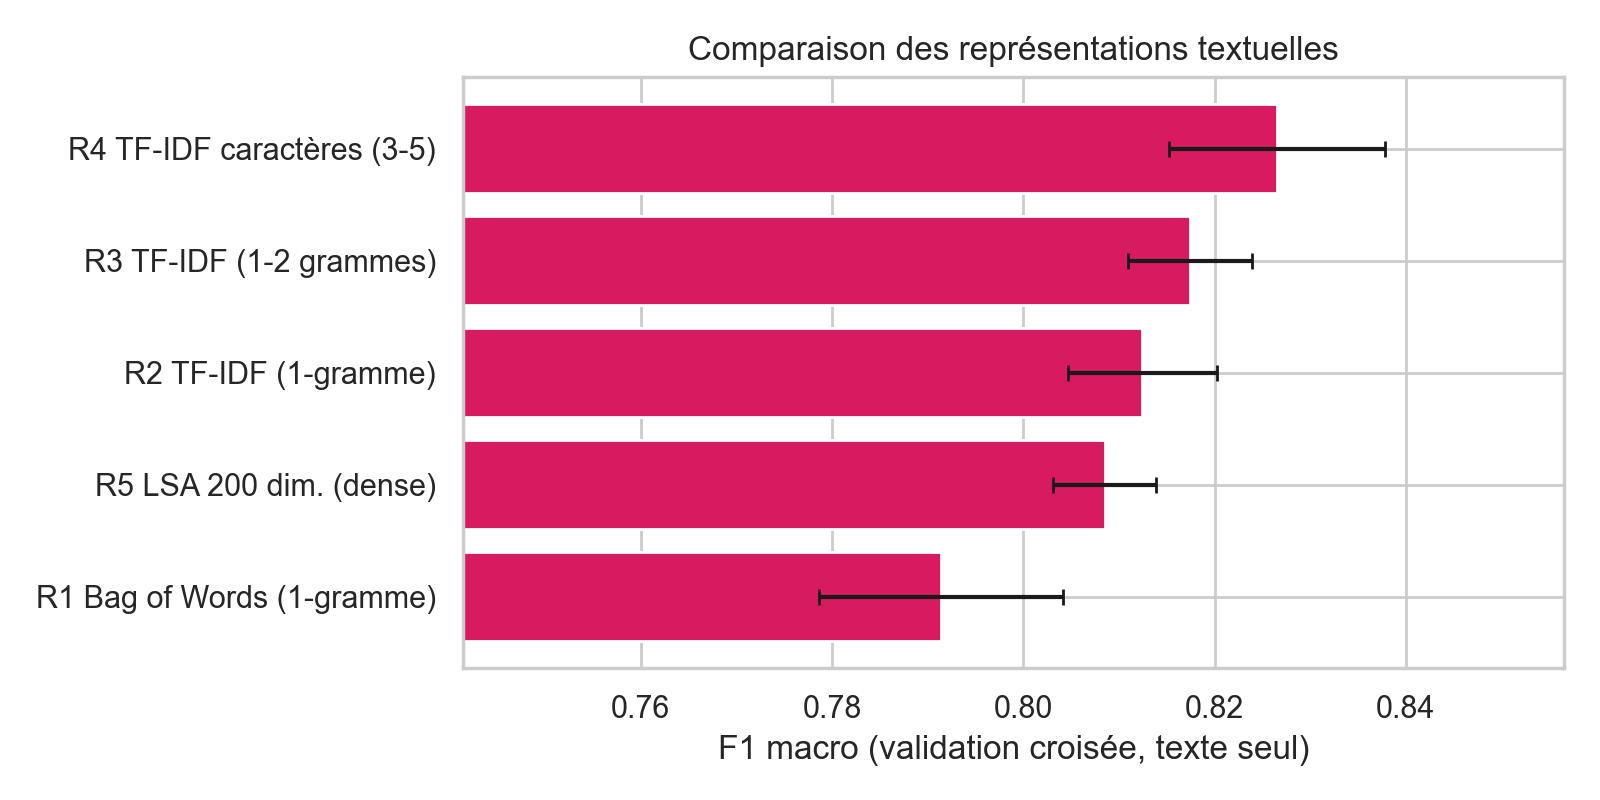 Comparaison des représentations textuelles
R4 TF-IDF caractères (3-5)
R3 TF-IDF (1-2 grammes)
R2 TF-IDF (1-gramme)
R5 LSA 200 dim. (dense)
R1 Bag of Words (1-gramme)
0.76 0.78 0.80 0.82 0.84
F1 macro (validation croisée, texte seul)